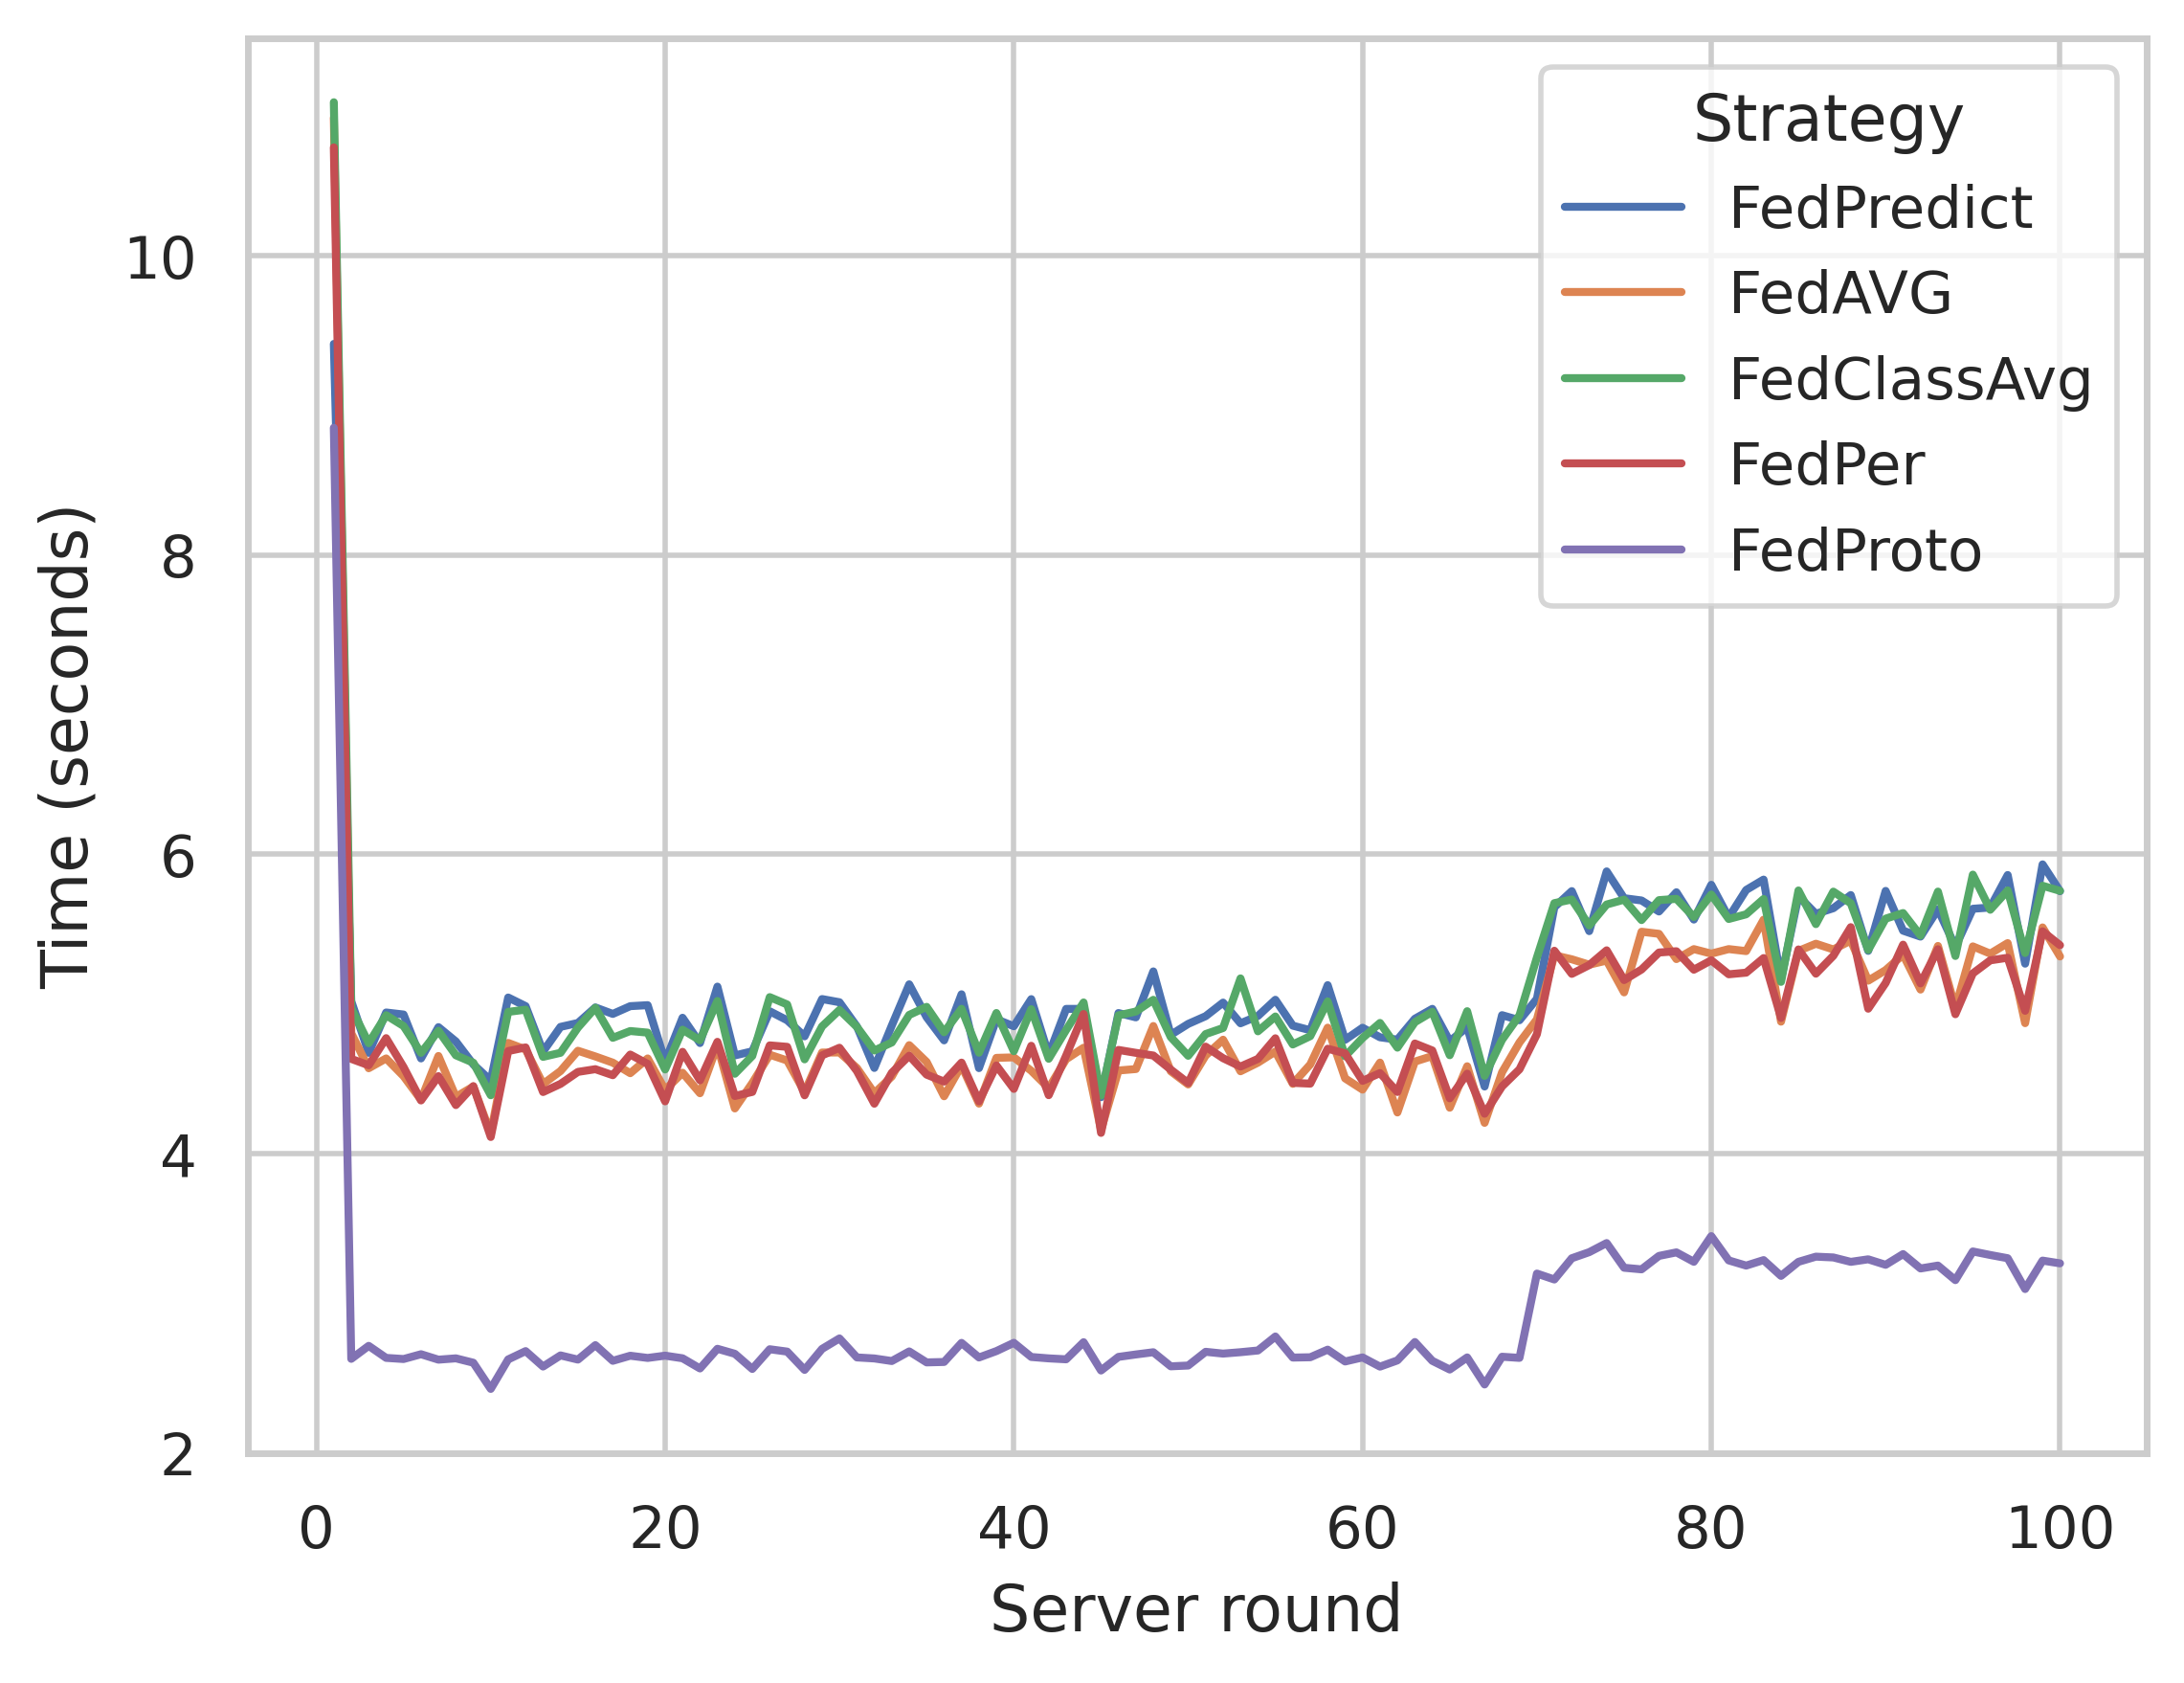 Strategy
FedPredict
FedAVG
FedClassAvg
FedPer
FedProto
10
8
6
4
2
Time (seconds)
0 20 40 60 80 100
Server round